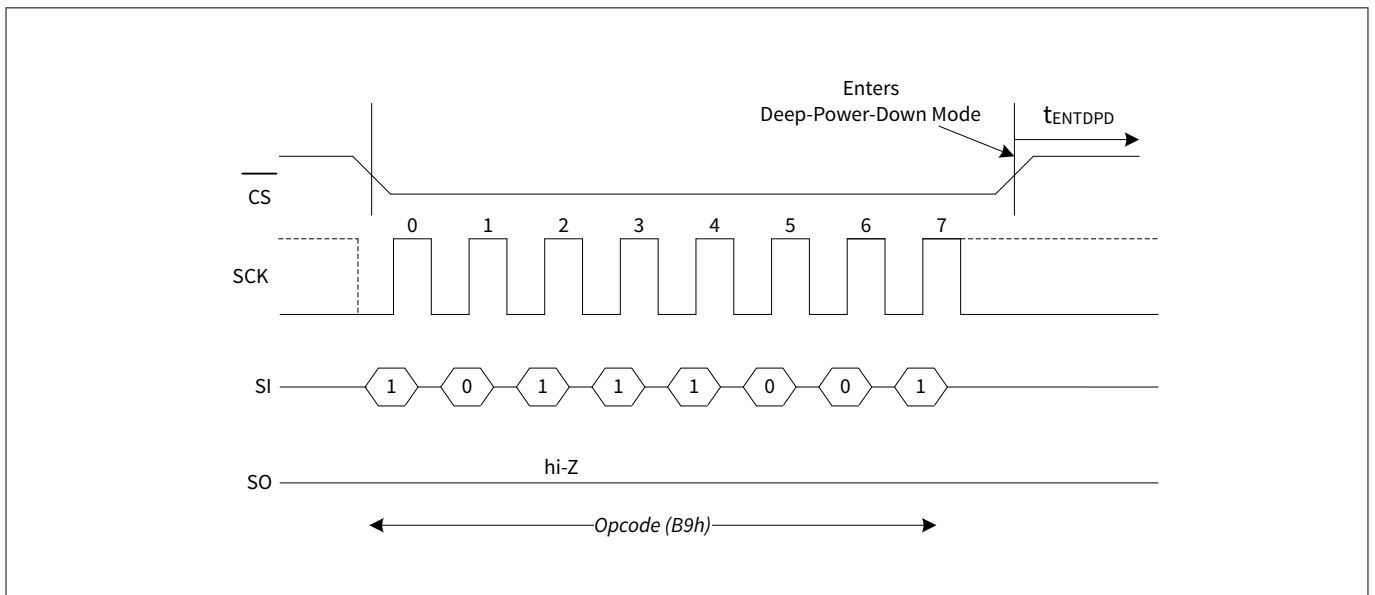 Enters
Deep-Power-Down Mode
tENTDPD
CS
0 1 2 3 4 5 6 7
SCK
SI 1 0 1 1 1 0 0 1
hi-Z
SO
Opcode (B9h)